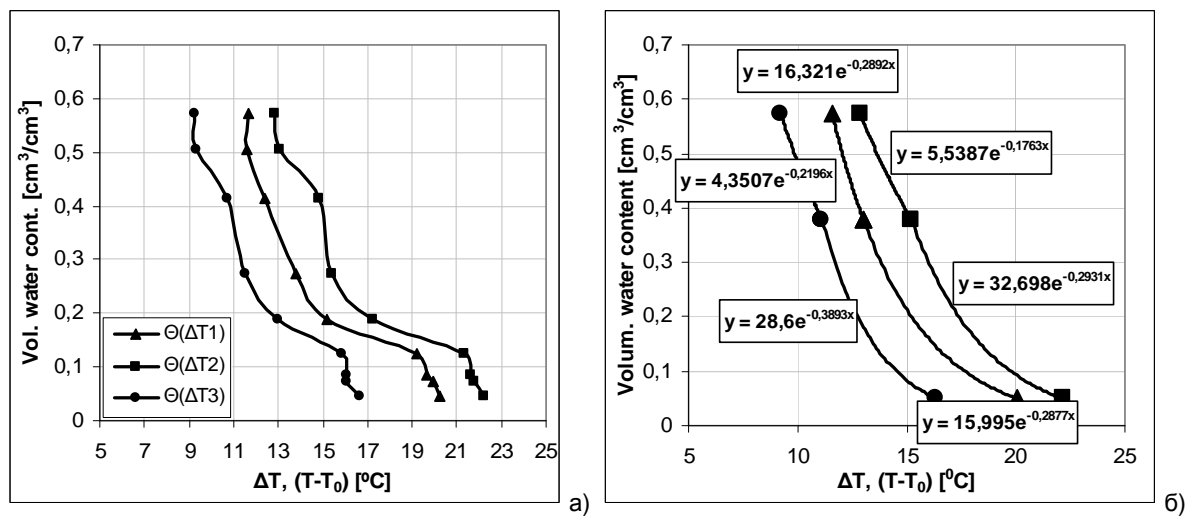 0,7
0,6
0,5
0,4
0,3
0,2
0,1
0
Vol. water cont. [cm³/cm³]
Θ(ΔT1)
Θ(ΔT2)
Θ(ΔT3)
5 7 9 11 13 15 17 19 21 23 25
ΔT, (T-T₀) [⁰C]
а)
0,7
0,6
0,5
0,4
0,3
0,2
0,1
0
Volum. water content [cm³/cm³]
y = 16,321e^-0,2892x
y = 5,5387e^-0,1763x
y = 4,3507e^-0,2196x
y = 32,698e^-0,2931x
y = 28,6e^-0,3893x
y = 15,995e^-0,2877x
5 10 15 20 25
ΔT, (T-T₀) [⁰C]
б)